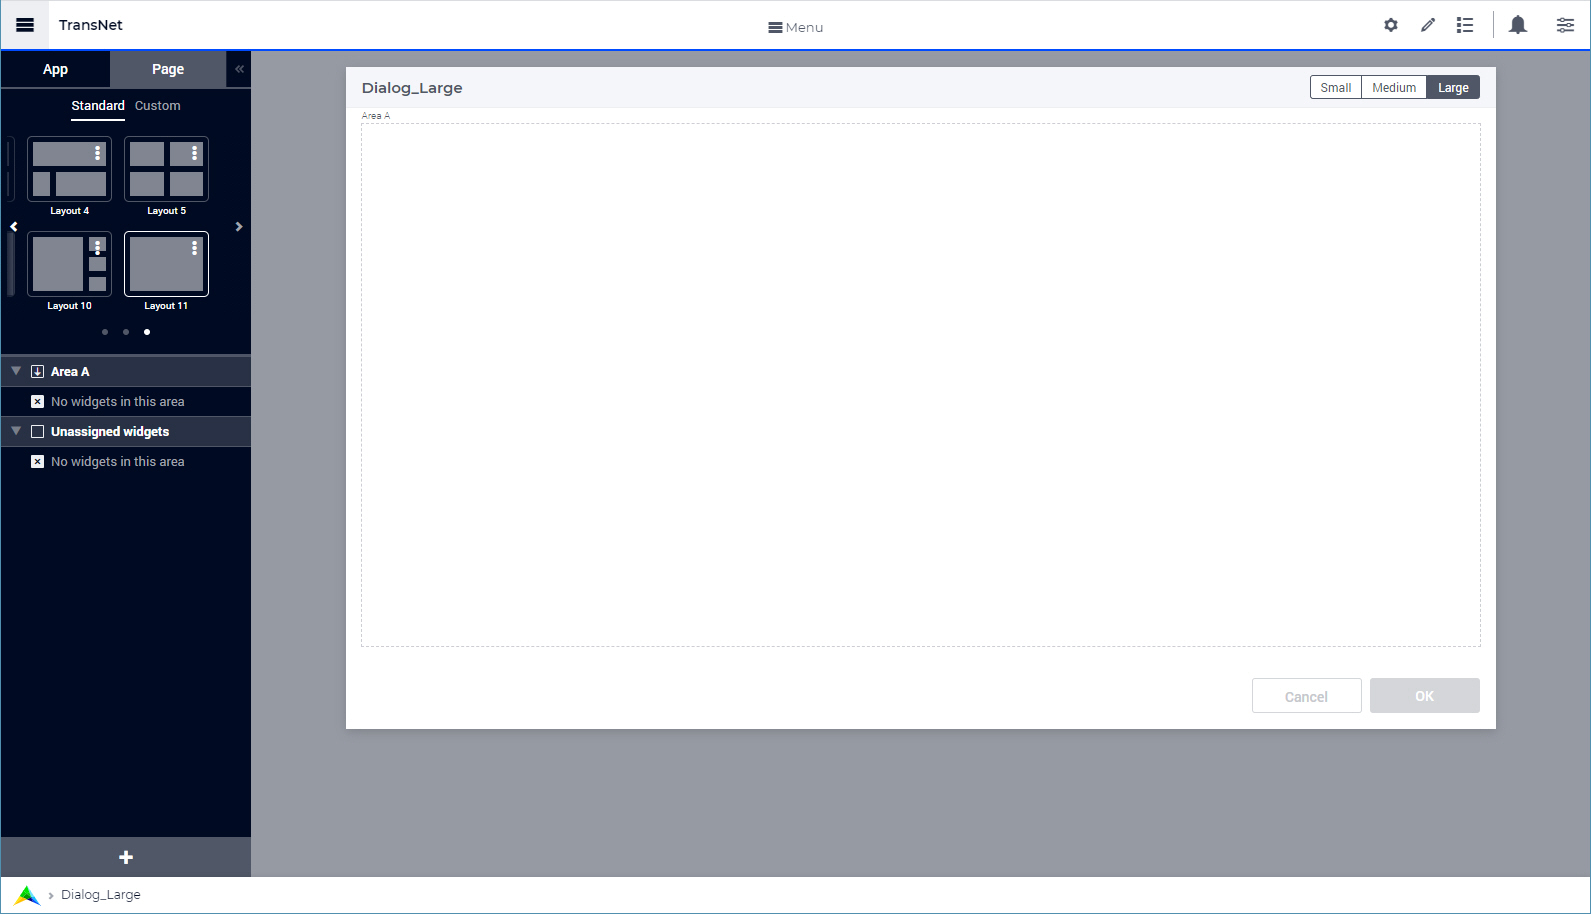 TransNet
Menu
App
Page
«
Standard
Custom
Layout 4
Layout 5
Layout 10
Layout 11
Area A
No widgets in this area
Unassigned widgets
No widgets in this area
Dialog_Large
Small
Medium
Large
Area A
Cancel
OK
Dialog_Large